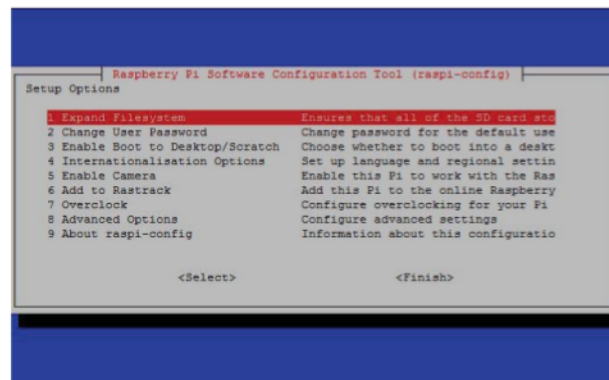 Raspberry Pi Software Configuration Tool (raspi-config)
Setup Options
1 Expand Filesystem Ensures that all of the SD card sto
2 Change User Password Change password for the default use
3 Enable Boot to Desktop/Scratch Choose whether to boot into a deskt
4 Internationalisation Options Set up language and regional settin
5 Enable Camera Enable this Pi to work with the Ras
6 Add to Rastrack Add this Pi to the online Raspberry
7 Overclock Configure overclocking for your Pi
8 Advanced Options Configure advanced settings
9 About raspi-config Information about this configuratio
<Select> <Finish>